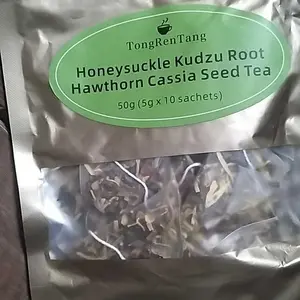 TongRenTang
Honeysuckle Kudzu Root
Hawthorn Cassia Seed Tea
50g (5g x 10 sachets)